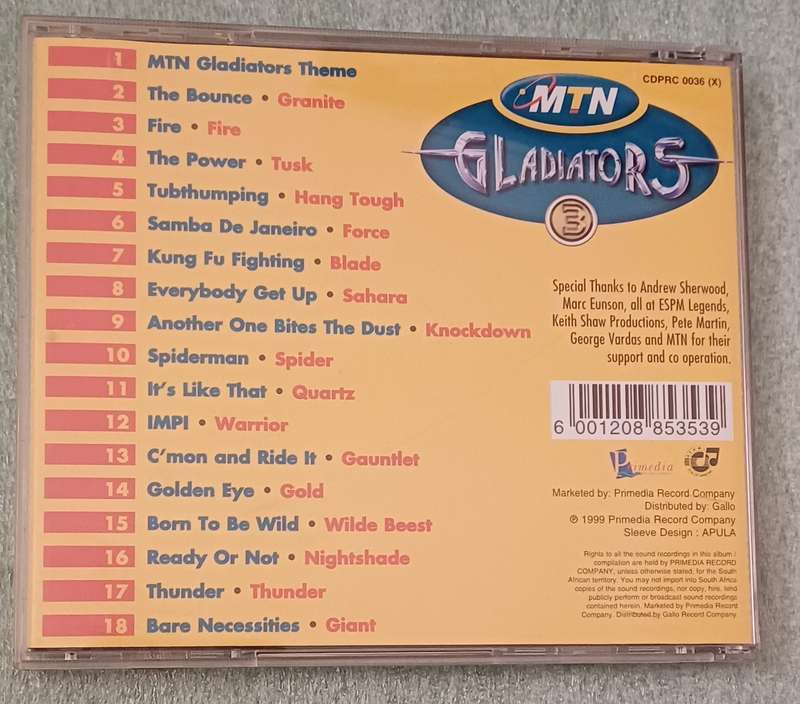 1 MTN Gladiators Theme
2 The Bounce • Granite
3 Fire • Fire
4 The Power • Tusk
5 Tubthumping • Hang Tough
6 Samba De Janeiro • Force
7 Kung Fu Fighting • Blade
8 Everybody Get Up • Sahara
9 Another One Bites The Dust • Knockdown
10 Spiderman • Spider
11 It's Like That • Quartz
12 IMPI • Warrior
13 C'mon and Ride It • Gauntlet
14 Golden Eye • Gold
15 Born To Be Wild • Wilde Beest
16 Ready Or Not • Nightshade
17 Thunder • Thunder
18 Bare Necessities • Giant
CDPRC 0036 (X)
MTN
GLADIATORS
3
Special Thanks to Andrew Sherwood,
Marc Eunson, all at ESPM Legends,
Keith Shaw Productions, Pete Martin,
George Vardas and MTN for their
support and co operation.
6 001208 853539
Primedia
Marketed by: Primedia Record Company
Distributed by: Gallo
℗ 1999 Primedia Record Company
Sleeve Design : APULA
Rights to all the sound recordings in this album /
compilation are held by PRIMEDIA RECORD
COMPANY, unless otherwise stated, for the South
African territory. You may not import into South Africa
copies of the sound recordings, nor copy, hire, lend
publicly perform or broadcast sound recordings
contained herein. Marketed by Primedia Record
Company. Distributed by Gallo Record Company.